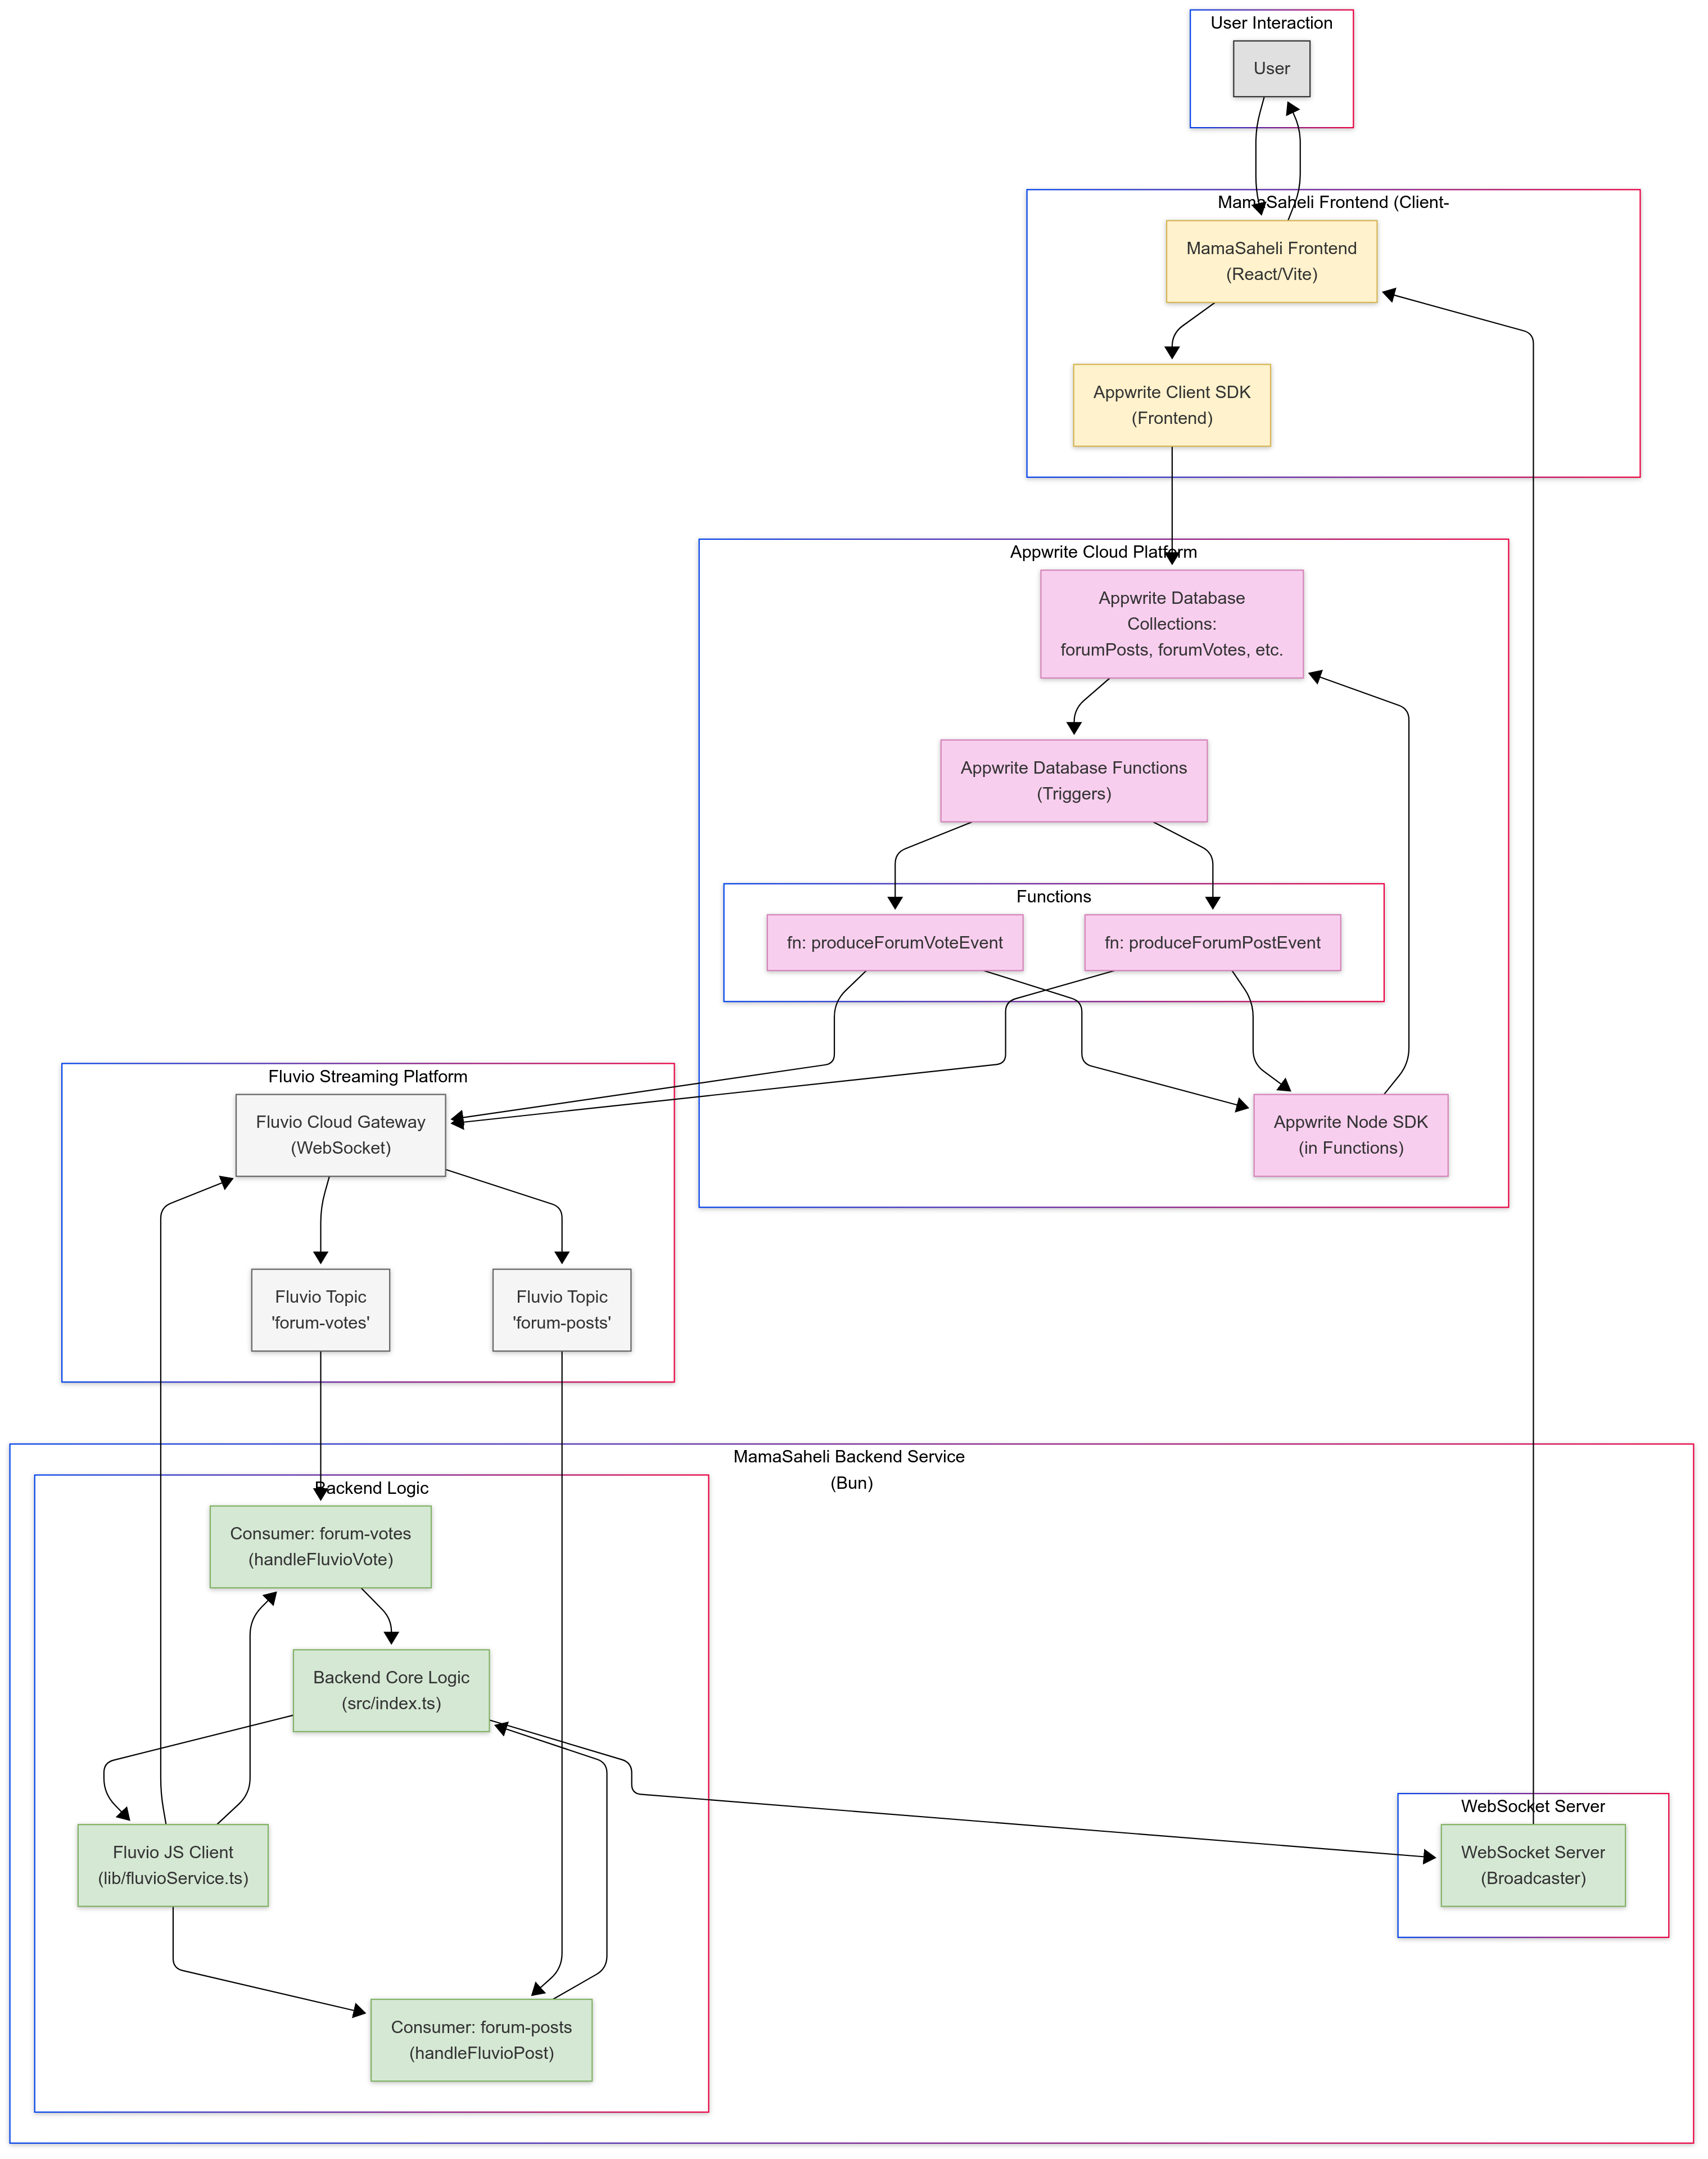 User Interaction
User
MamaSaheli Frontend (Client-
MamaSaheli Frontend
(React/Vite)
Appwrite Client SDK
(Frontend)
Appwrite Cloud Platform
Appwrite Database
Collections:
forumPosts, forumVotes, etc.
Appwrite Database Functions
(Triggers)
Functions
fn: produceForumVoteEvent
fn: produceForumPostEvent
Fluvio Streaming Platform
Fluvio Cloud Gateway
(WebSocket)
Appwrite Node SDK
(in Functions)
Fluvio Topic
'forum-votes'
Fluvio Topic
'forum-posts'
MamaSaheli Backend Service
(Bun)
Backend Logic
Consumer: forum-votes
(handleFluvioVote)
Backend Core Logic
(src/index.ts)
WebSocket Server
Fluvio JS Client
(lib/fluvioService.ts)
WebSocket Server
(Broadcaster)
Consumer: forum-posts
(handleFluvioPost)